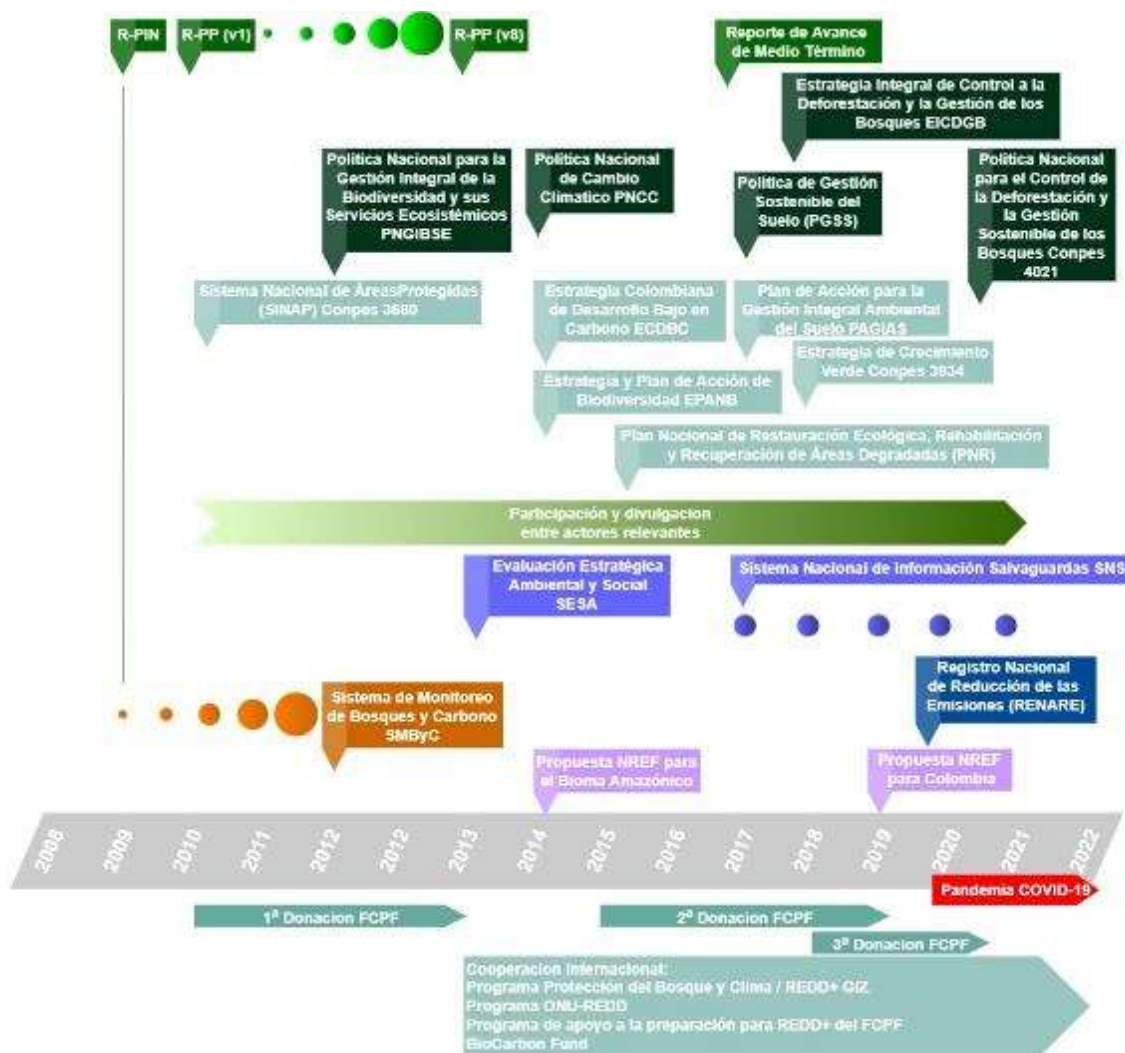 R-PIN
R-PP (v1)
R-PP (v8)
Reporte de Avance
de Medio Término
Estrategia Integral de Control a la
Deforestación y la Gestión de los
Bosques EICDGB
Política Nacional para la
Gestión Integral de la
Biodiversidad y sus
Servicios Ecosistémicos
PNGIBSE
Política Nacional
de Cambio
Climatico PNCC
Politica de Gestión
Sostenible del
Suelo (PGSS)
Política Nacional
para el Control de
la Deforestación y
la Gestión
Sostenible de los
Bosques Conpes
4021
Sistema Nacional de ÁreasProtegidas
(SINAP) Conpes 3680
Estrategia Colombiana
de Desarrollo Bajo en
Carbono ECDBC
Plan de Acción para la
Gestión Integral Ambiental
del Suelo PAGIAS
Estrategia de Crecimiento
Verde Conpes 3934
Estrategia y Plan de Acción de
Biodiversidad EPANB
Plan Nacional de Restauración Ecológica, Rehabilitación
y Recuperación de Áreas Degradadas (PNR)
Participación y divulgacion
entre actores relevantes
Evaluación Estratégica
Ambiental y Social
SESA
Sistema Nacional de Información Salvaguardas SNS
Registro Nacional
de Reducción de las
Emisiones (RENARE)
Sistema de Monitoreo
de Bosques y Carbono
SMByC
Propuesta NREF para
el Bioma Amazónico
Propuesta NREF
para Colombia
2008 2009 2010 2011 2012 2012 2013 2014 2015 2016 2017 2018 2019 2020 2021 2022
Pandemia COVID-19
1ª Donacion FCPF
2ª Donacion FCPF
3ª Donacion FCPF
Cooperacion Internacional:
Programa Protección del Bosque y Clima / REDD+ GIZ
Programa ONU-REDD
Programa de apoyo a la preparación para REDD+ del FCPF
BioCarbon Fund